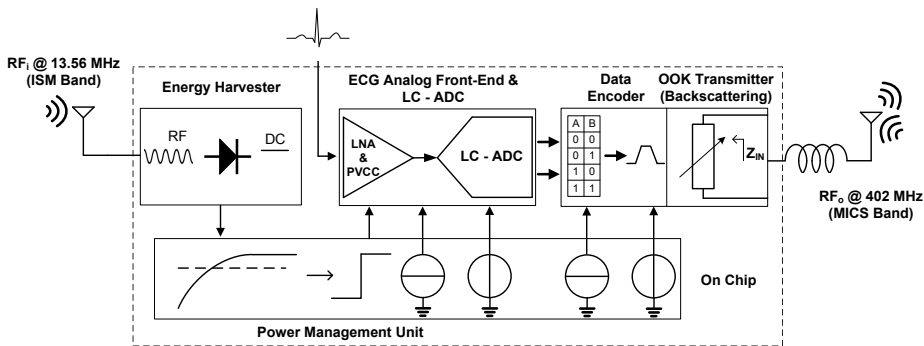 RFi @ 13.56 MHz
(ISM Band)
Energy Harvester
RF
DC
ECG Analog Front-End &
LC - ADC
LNA
&
PVCC
LC - ADC
Data
Encoder
A B
0 0
0 1
1 0
1 1
OOK Transmitter
(Backscattering)
ZIN
RFo @ 402 MHz
(MICS Band)
On Chip
Power Management Unit